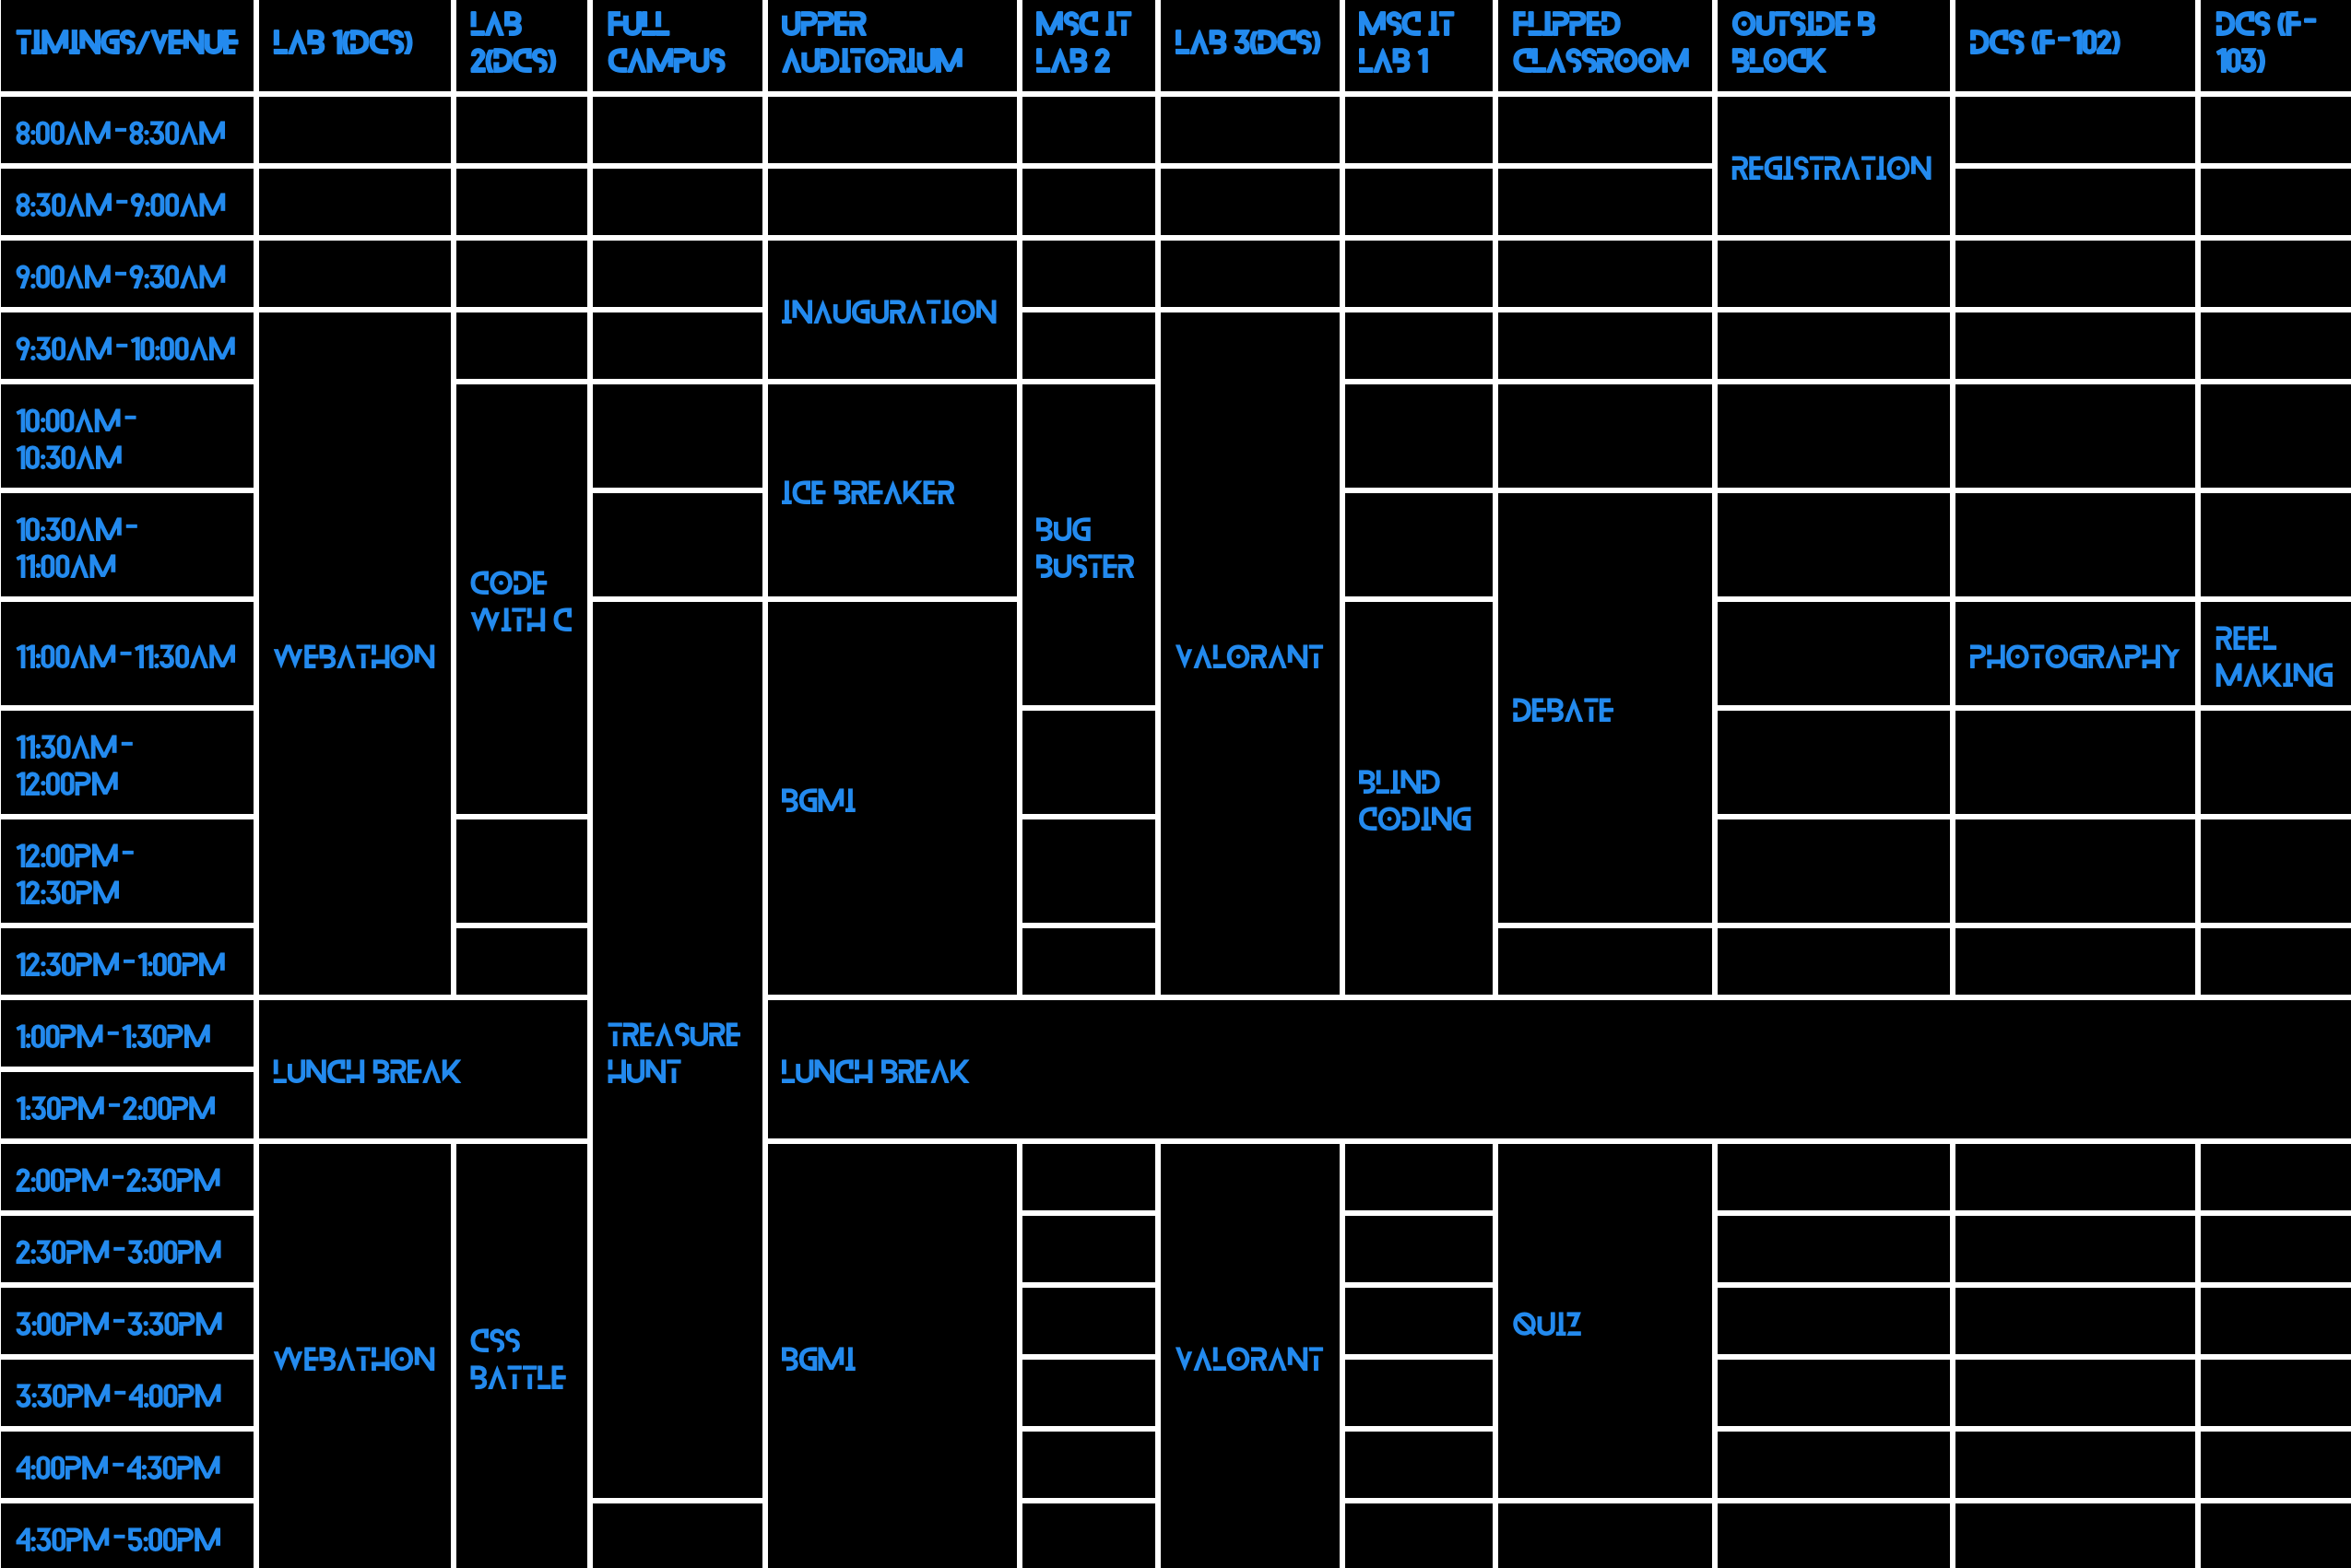 TIMINGS/VENUE
LAB 1(DCS)
LAB
2(DCS)
FULL
CAMPUS
UPPER
AUDITORIUM
MSC IT
LAB 2
LAB 3(DCS)
MSC IT
LAB 1
FLIPPED
CLASSROOM
OUTSIDE B
BLOCK
DCS (F-102)
DCS (F-
103)
8:00AM-8:30AM
REGISTRATION
8:30AM-9:00AM
9:00AM-9:30AM
INAUGURATION
9:30AM-10:00AM
WEBATHON
VALORANT
10:00AM-
10:30AM
CODE
WITH C
ICE BREAKER
BUG
BUSTER
10:30AM-
11:00AM
DEBATE
11:00AM-11:30AM
TREASURE
HUNT
BGMI
BLIND
CODING
PHOTOGRAPHY
REEL
MAKING
11:30AM-
12:00PM
12:00PM-
12:30PM
12:30PM-1:00PM
1:00PM-1:30PM
LUNCH BREAK
LUNCH BREAK
1:30PM-2:00PM
2:00PM-2:30PM
WEBATHON
CSS
BATTLE
BGMI
VALORANT
QUIZ
2:30PM-3:00PM
3:00PM-3:30PM
3:30PM-4:00PM
4:00PM-4:30PM
4:30PM-5:00PM